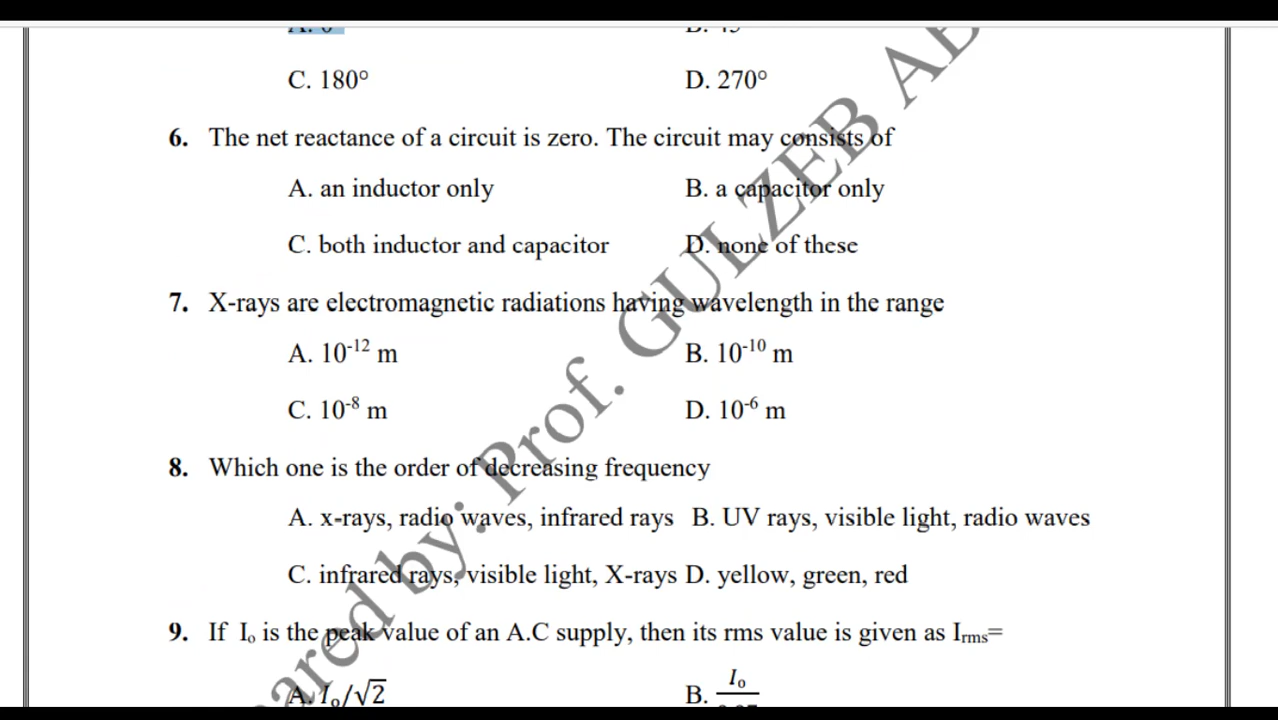 C. 180° D. 270°
6. The net reactance of a circuit is zero. The circuit may consists of
A. an inductor only B. a capacitor only
C. both inductor and capacitor D. none of these
7. X-rays are electromagnetic radiations having wavelength in the range
A. 10⁻¹² m B. 10⁻¹⁰ m
C. 10⁻⁸ m D. 10⁻⁶ m
8. Which one is the order of decreasing frequency
A. x-rays, radio waves, infrared rays B. UV rays, visible light, radio waves
C. infrared rays, visible light, X-rays D. yellow, green, red
9. If Iₒ is the peak value of an A.C supply, then its rms value is given as Iᵣₘₛ=
A. Iₒ/√2 B. Iₒ
by: Prof. GULZEB